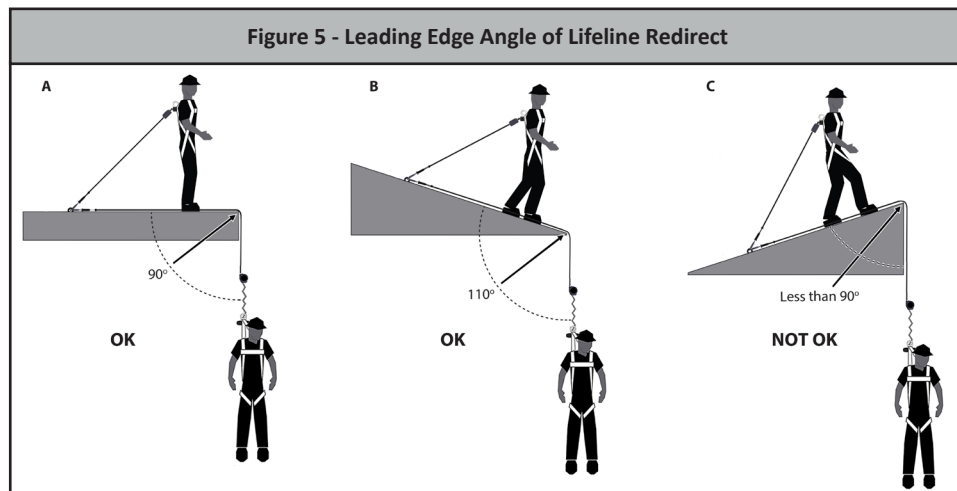 Figure 5 - Leading Edge Angle of Lifeline Redirect
A
90º
OK
B
110º
OK
C
Less than 90º
NOT OK